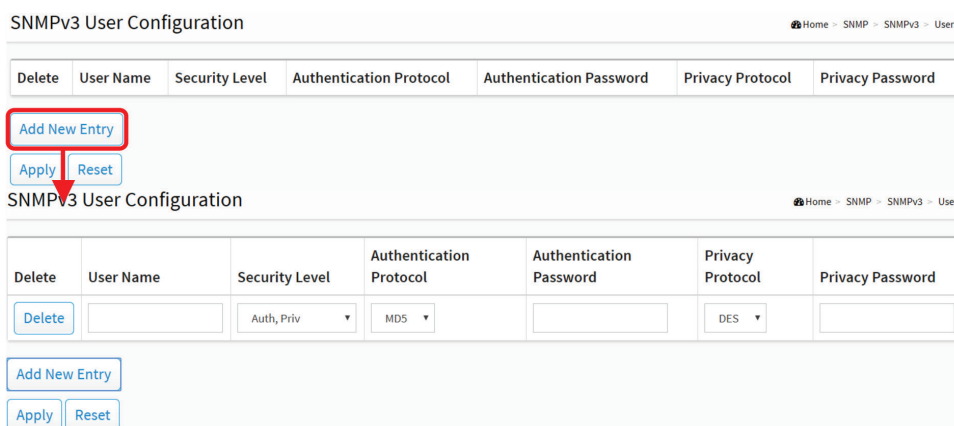 SNMPv3 User Configuration
Home > SNMP > SNMPv3 > User
Delete User Name Security Level Authentication Protocol Authentication Password Privacy Protocol Privacy Password
Add New Entry
Apply Reset
SNMPv3 User Configuration
Home > SNMP > SNMPv3 > Use
Delete User Name Security Level Authentication Protocol Authentication Password Privacy Protocol Privacy Password
Delete Auth, Priv MD5 DES
Add New Entry
Apply Reset